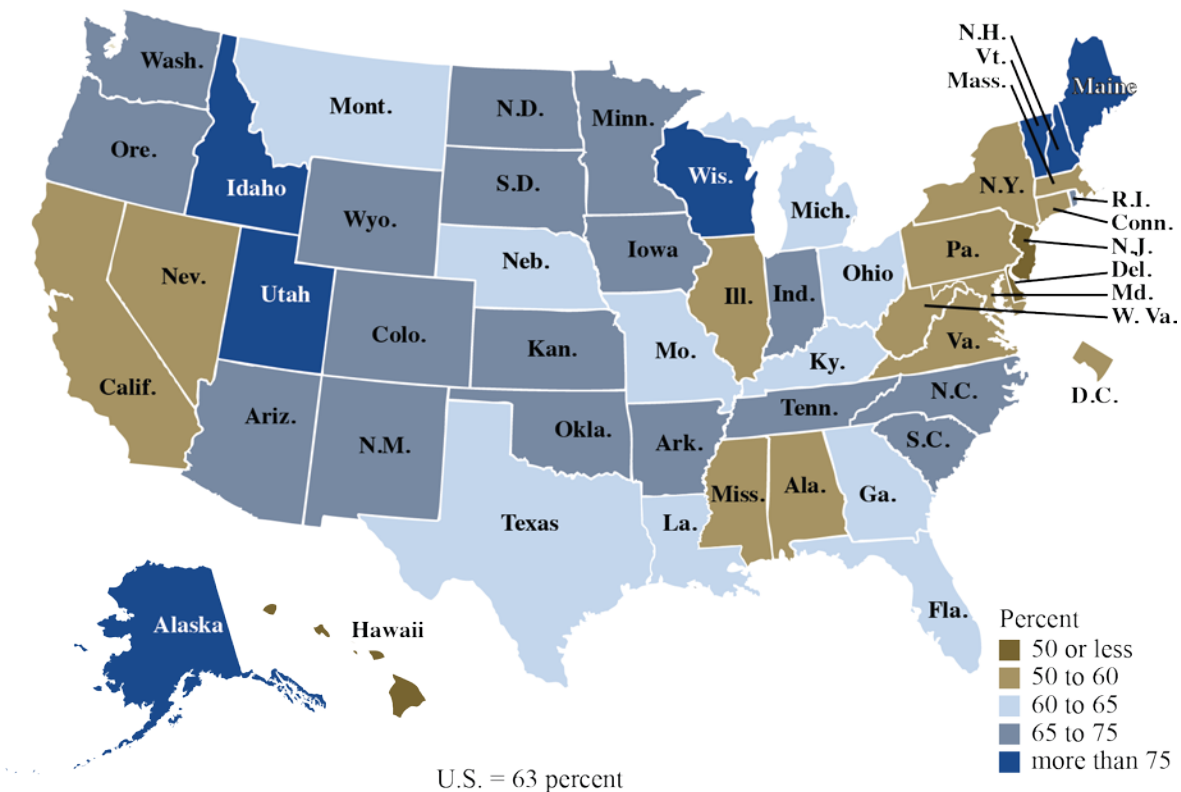 N.H.
Vt.
Mass.
Maine
Wash.
Mont.
N.D.
Minn.
Ore.
Idaho
Wis.
S.D.
N.Y.
Wyo.
Mich.
R.I.
Conn.
Iowa
Pa.
N.J.
Neb.
Ohio
Del.
Nev.
Utah
Ill.
Ind.
Md.
W. Va.
Colo.
Kan.
Mo.
Va.
Ky.
Calif.
D.C.
Ariz.
N.C.
Tenn.
Okla.
N.M.
Ark.
S.C.
Miss.
Ala.
Ga.
Texas
La.
Fla.
Alaska
Hawaii
Percent
50 or less
50 to 60
60 to 65
65 to 75
more than 75
U.S. = 63 percent